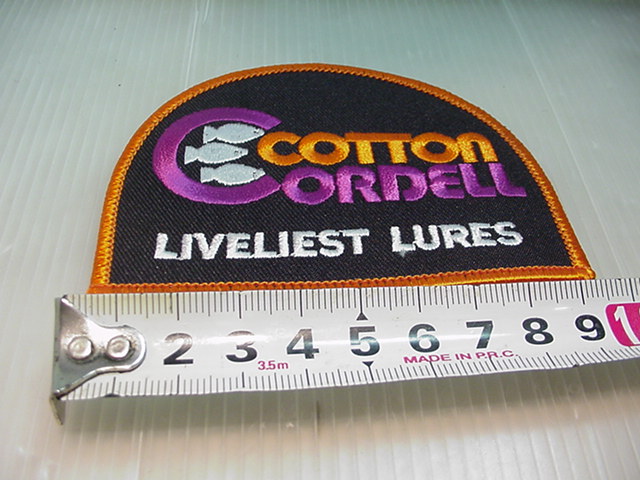 COTTON
CORDELL
LIVELIEST LURES
2 3 4 5 6 7 8 9 1
3.5m MADE IN P.R.C.